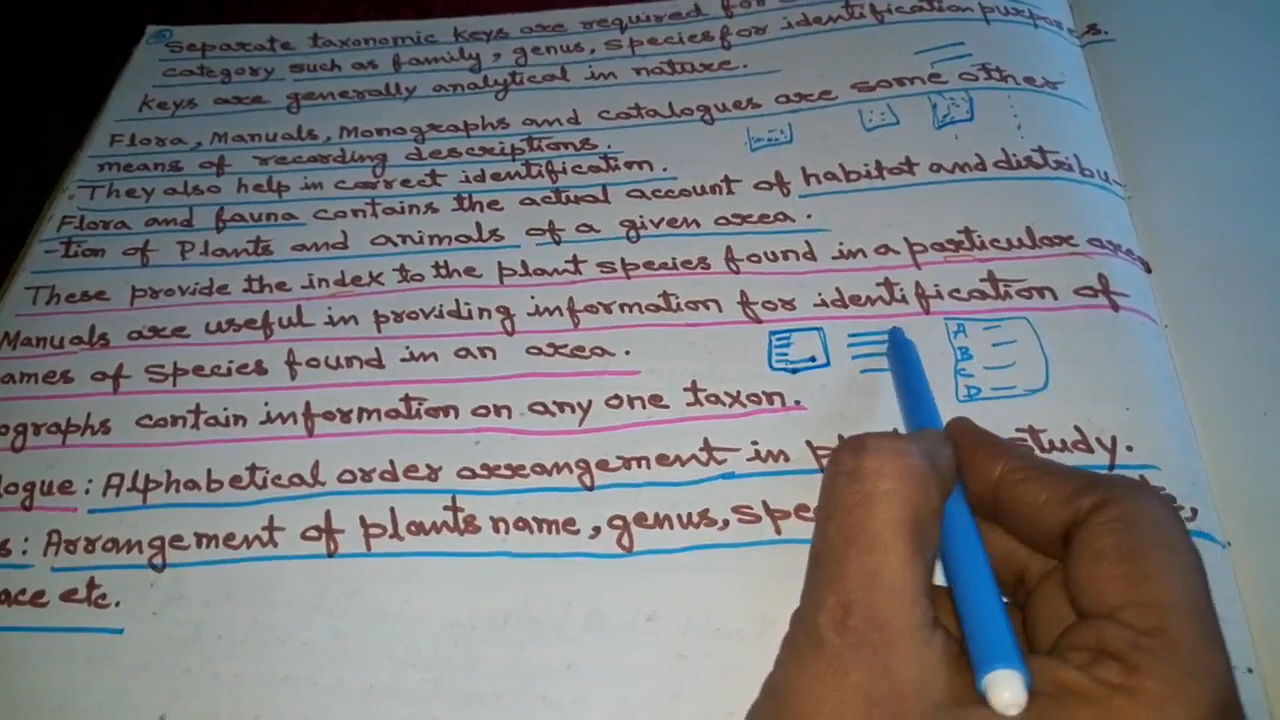 Separate taxonomic keys are required for
category such as family, genus, species for identification purposes.
Keys are generally analytical in nature.
Flora, Manuals, Monographs and catalogues are some other
means of recording descriptions.
They also help in correct identification.
Flora and fauna contains the actual account of habitat and distribu-
-tion of Plants and animals of a given area.
These provide the index to the plant species found in a particular area
Manuals are useful in providing information for identification of
ames of species found in an area.
ographs contain information on any one taxon.
logue: Alphabetical order arrangement in study.
s: Arrangement of plants name, genus, spe
ace etc.
A
B
C
D